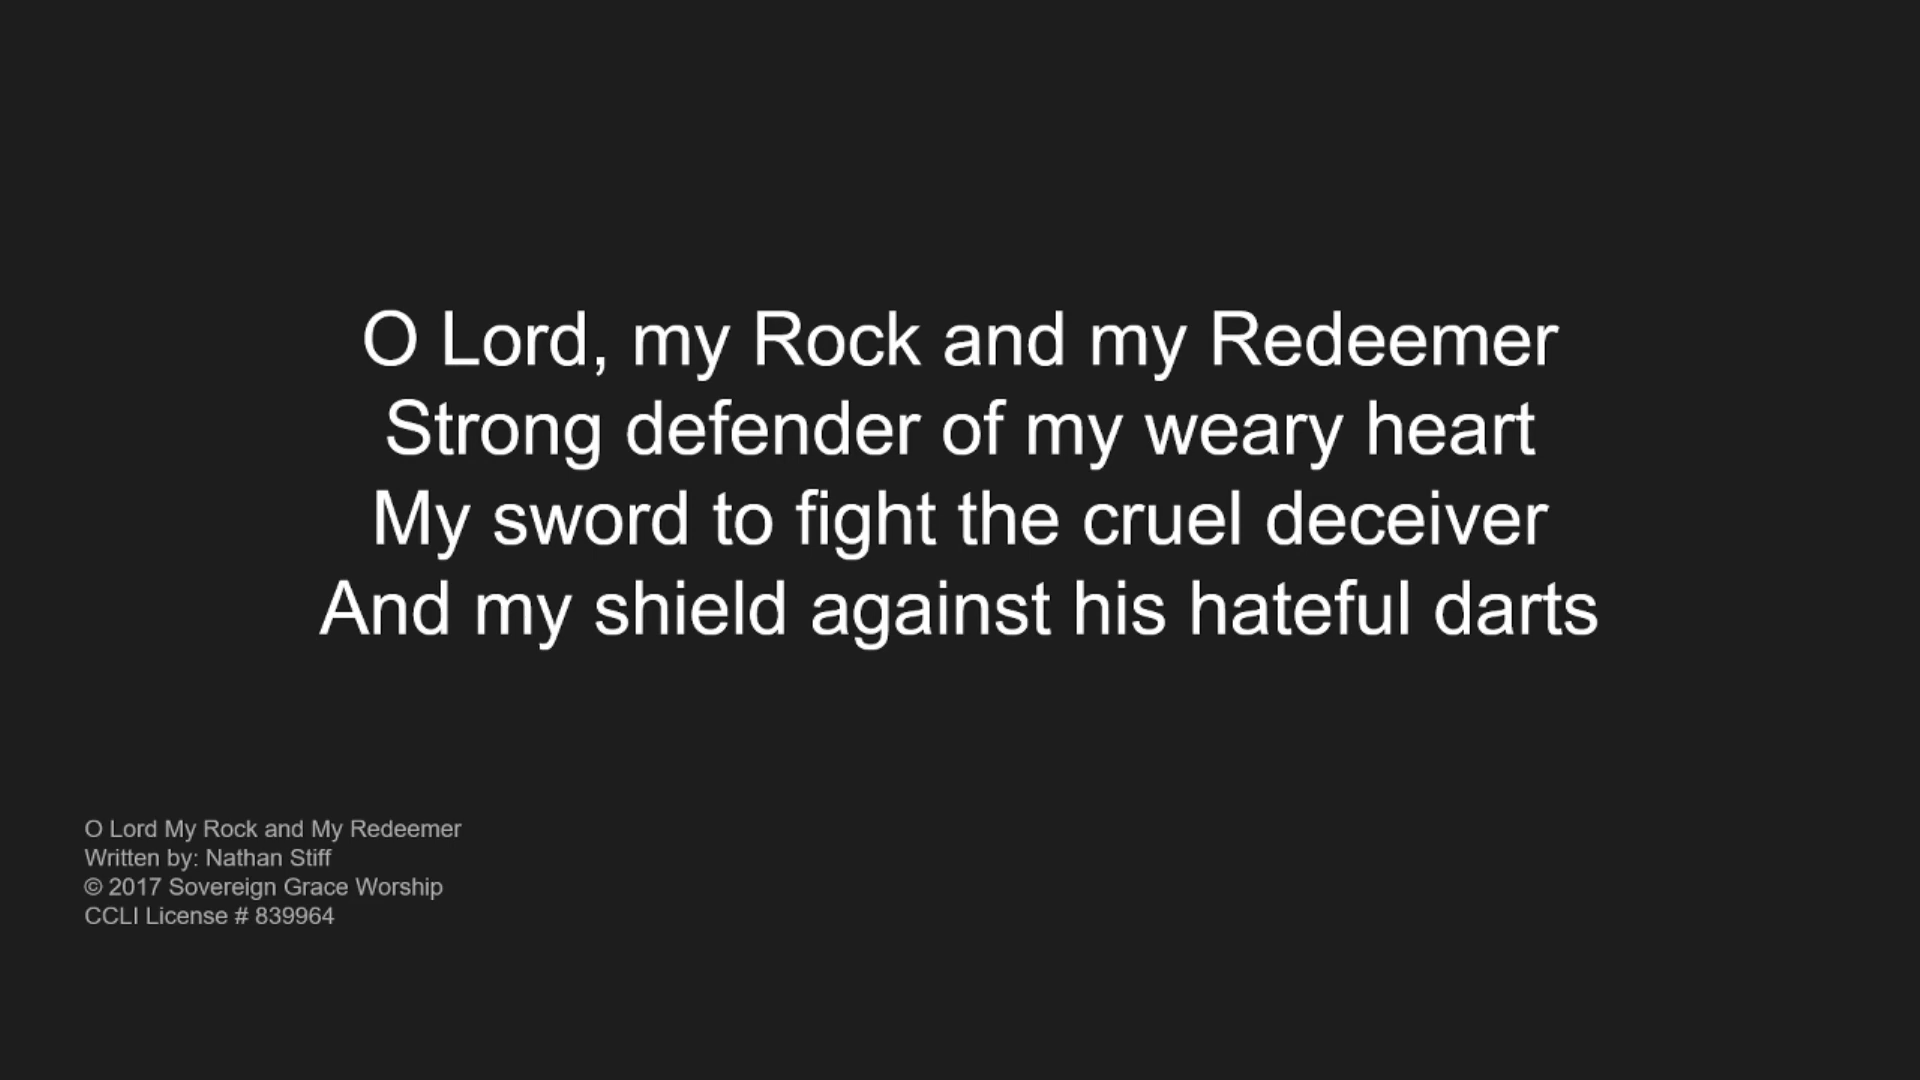 O Lord, my Rock and my Redeemer
Strong defender of my weary heart
My sword to fight the cruel deceiver
And my shield against his hateful darts
O Lord My Rock and My Redeemer
Written by: Nathan Stiff
© 2017 Sovereign Grace Worship
CCLI License # 839964